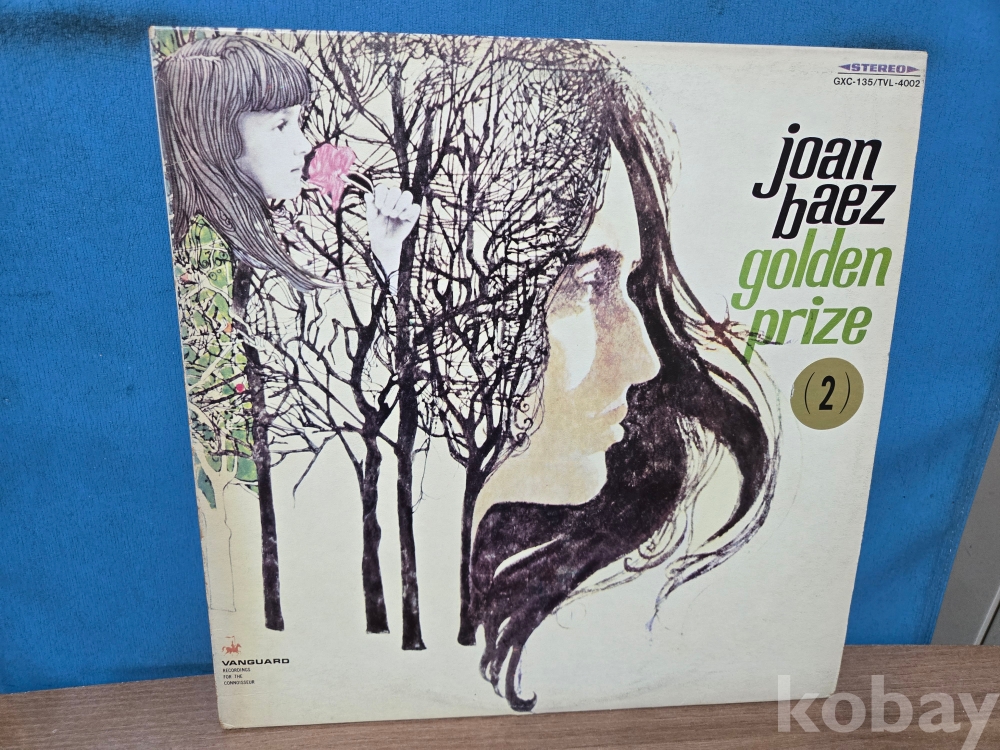 STEREO
GXC-135/TVL-4002
joan
baez
golden
prize
(2)
VANGUARD
RECORDINGS
FOR THE
CONNOISSEUR
kobay